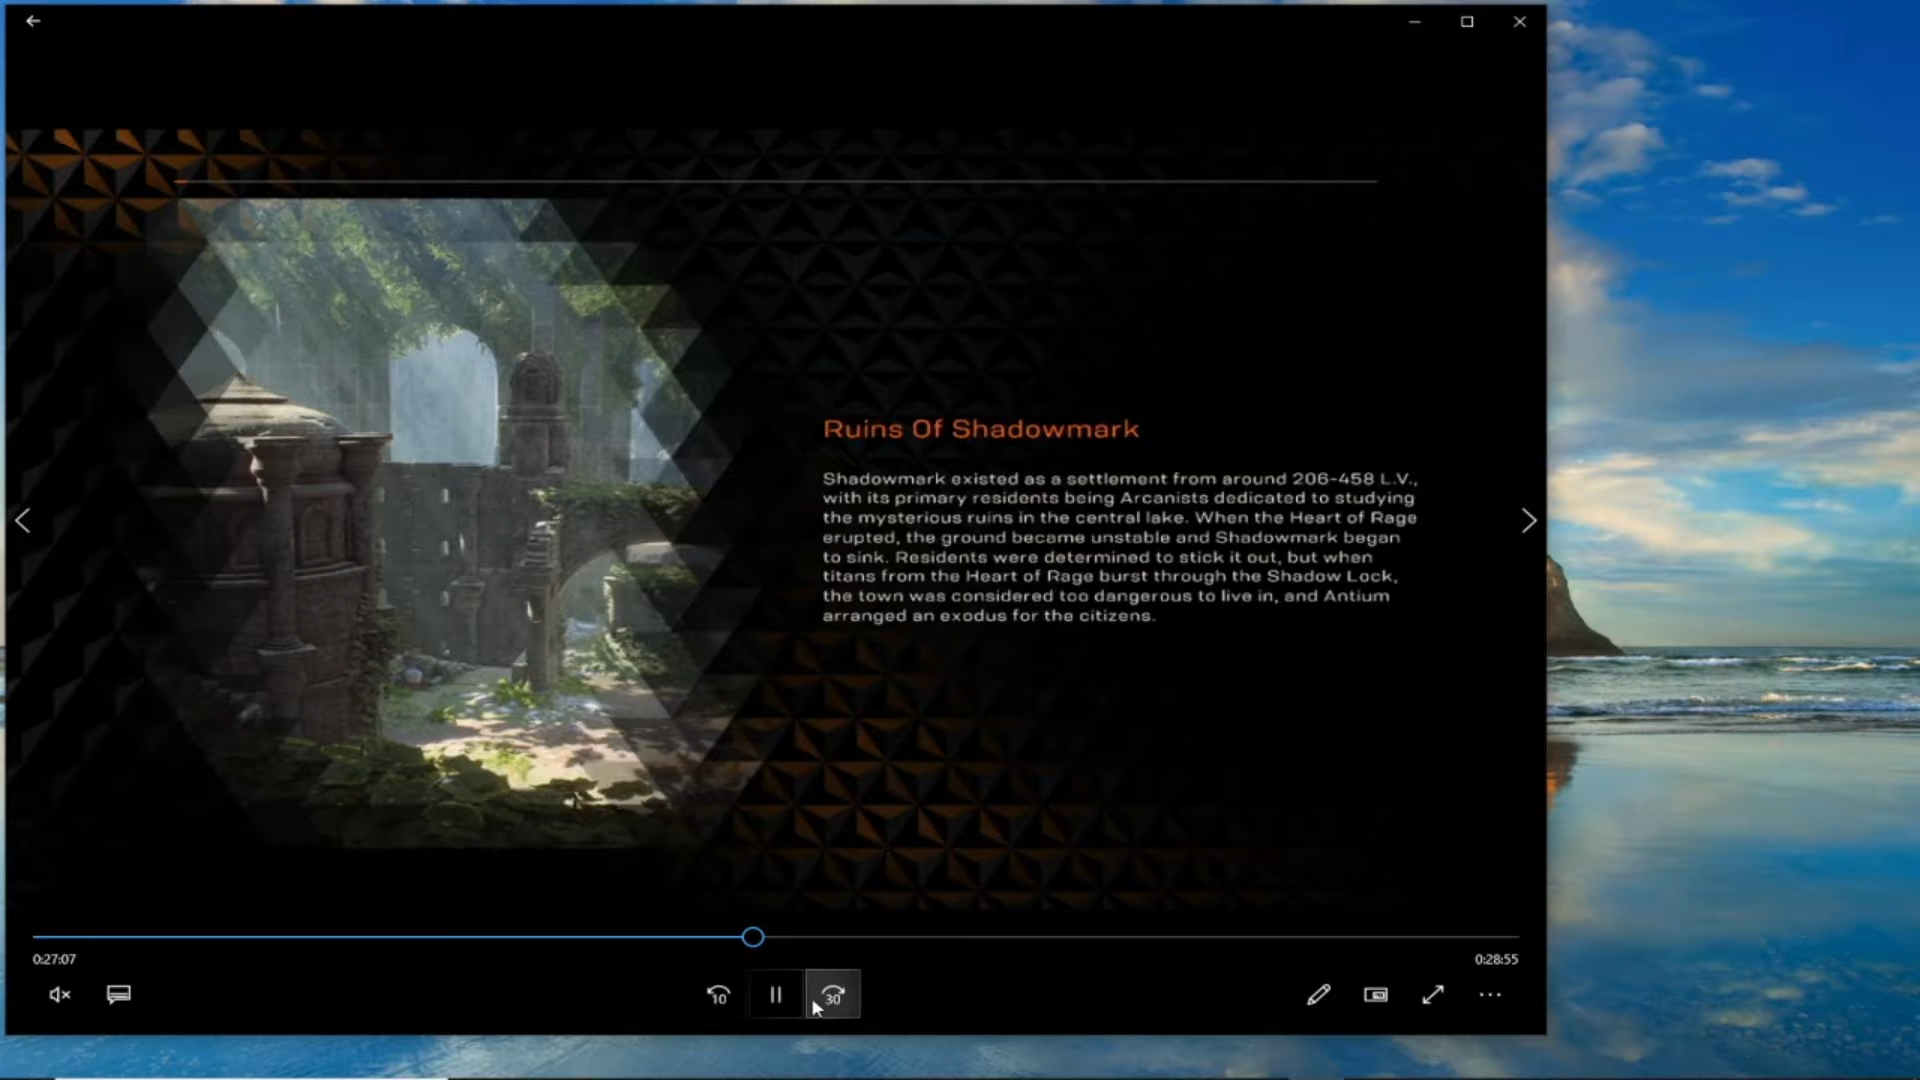 Ruins Of Shadowmark
Shadowmark existed as a settlement from around 206-458 L.V.,
with its primary residents being Arcanists dedicated to studying
the mysterious ruins in the central lake. When the Heart of Rage
erupted, the ground became unstable and Shadowmark began
to sink. Residents were determined to stick it out, but when
titans from the Heart of Rage burst through the Shadow Lock,
the town was considered too dangerous to live in, and Antium
arranged an exodus for the citizens.
0:27:07
0:28:55
10
30